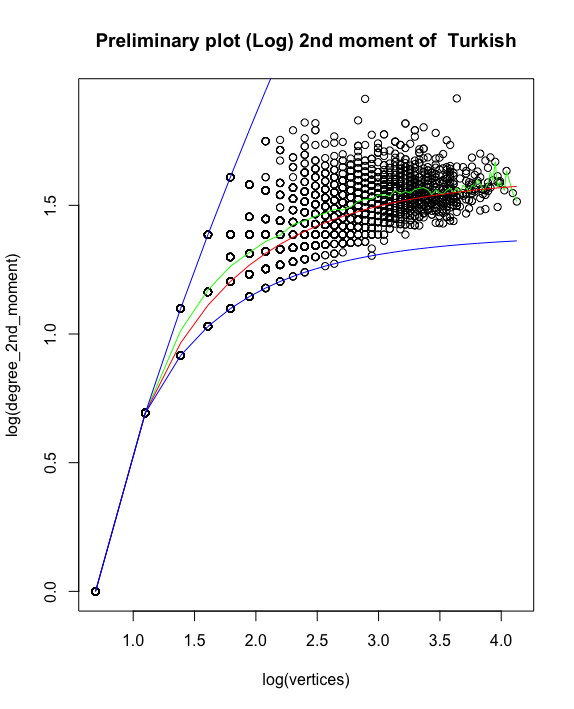 Preliminary plot (Log) 2nd moment of  Turkish
log(degree_2nd_moment)
1.5
1.0
0.5
0.0
1.0 1.5 2.0 2.5 3.0 3.5 4.0
log(vertices)